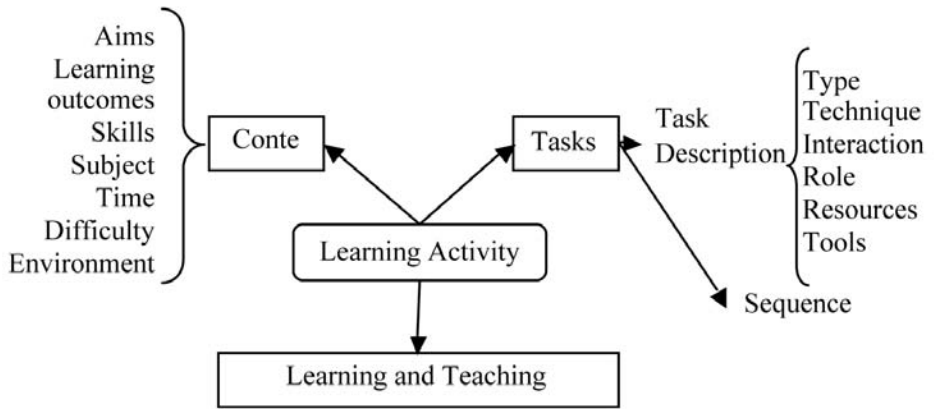 Aims
Learning
outcomes
Skills
Subject
Time
Difficulty
Environment
Conte
Tasks
Task
Description
Type
Technique
Interaction
Role
Resources
Tools
Learning Activity
Sequence
Learning and Teaching